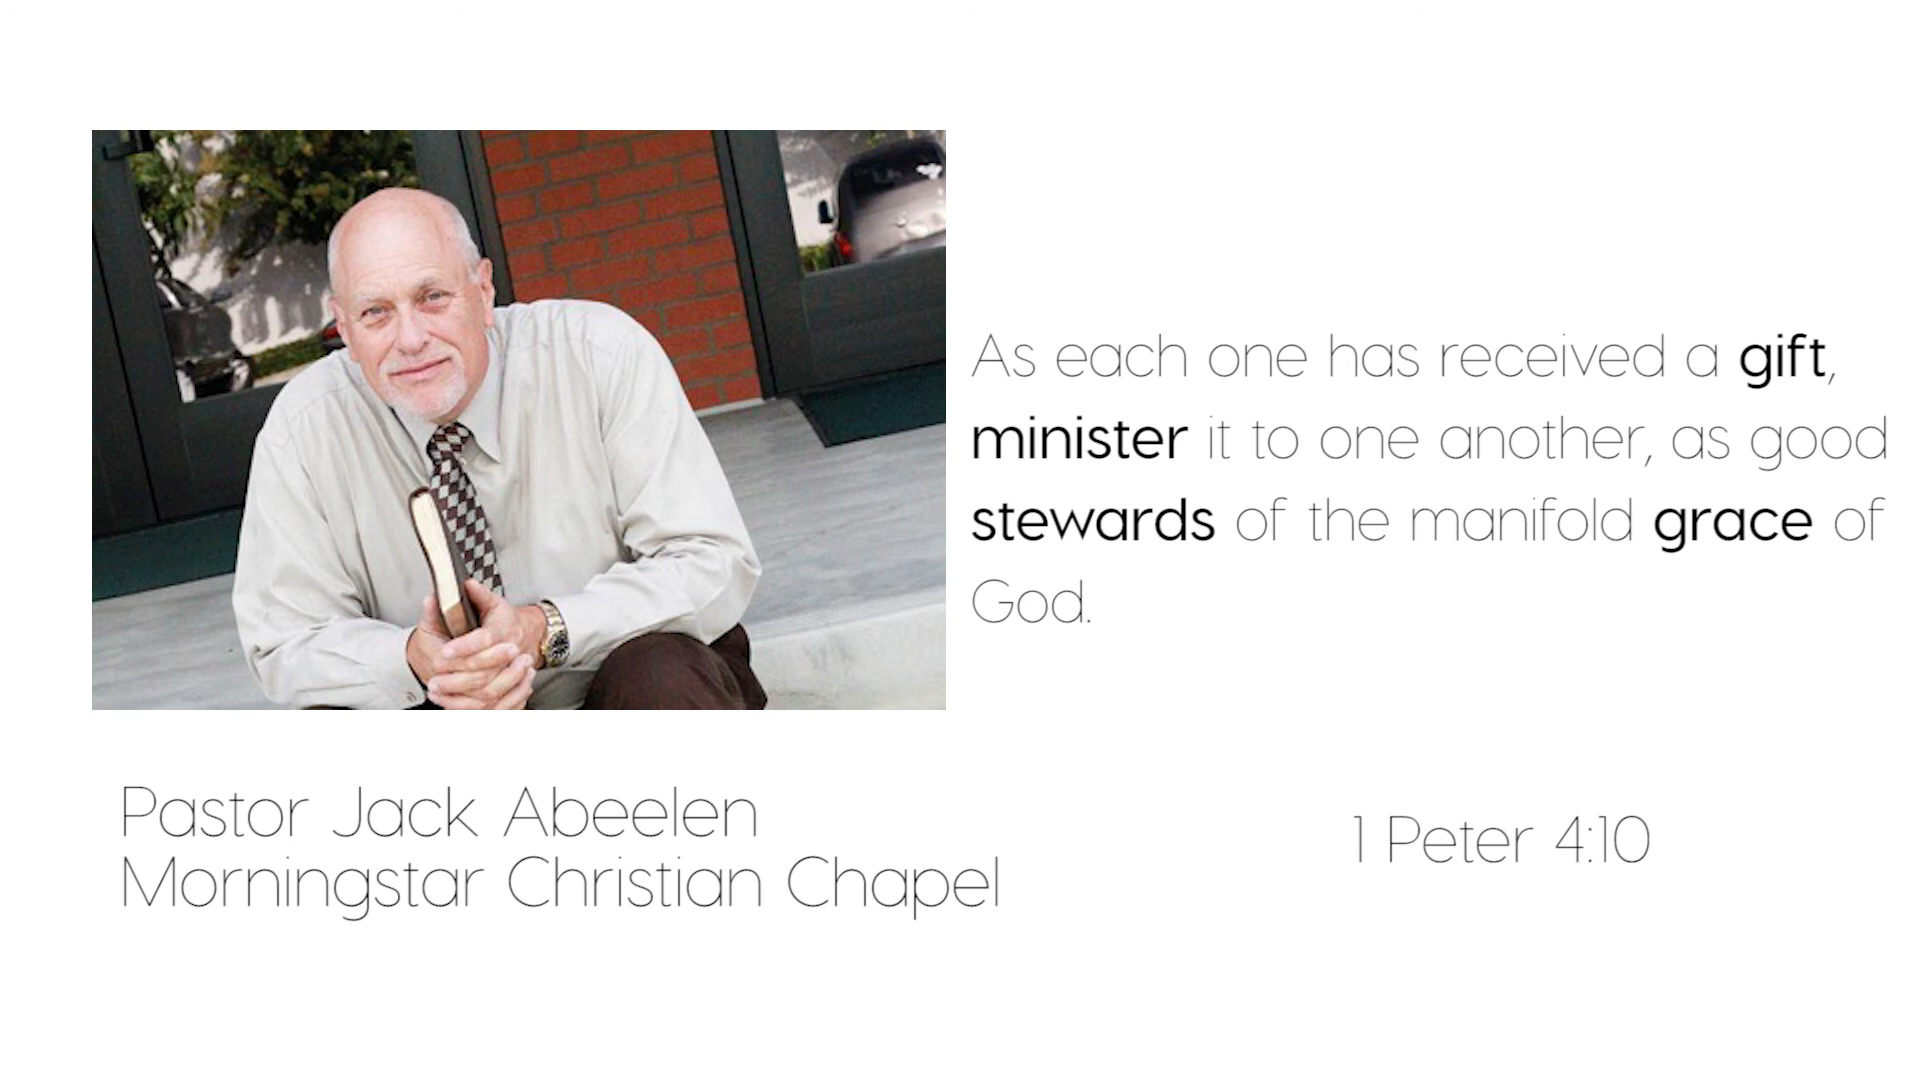 As each one has received a gift,
minister it to one another, as good
stewards of the manifold grace of
God.
Pastor Jack Abeelen
Morningstar Christian Chapel
1 Peter 4:10